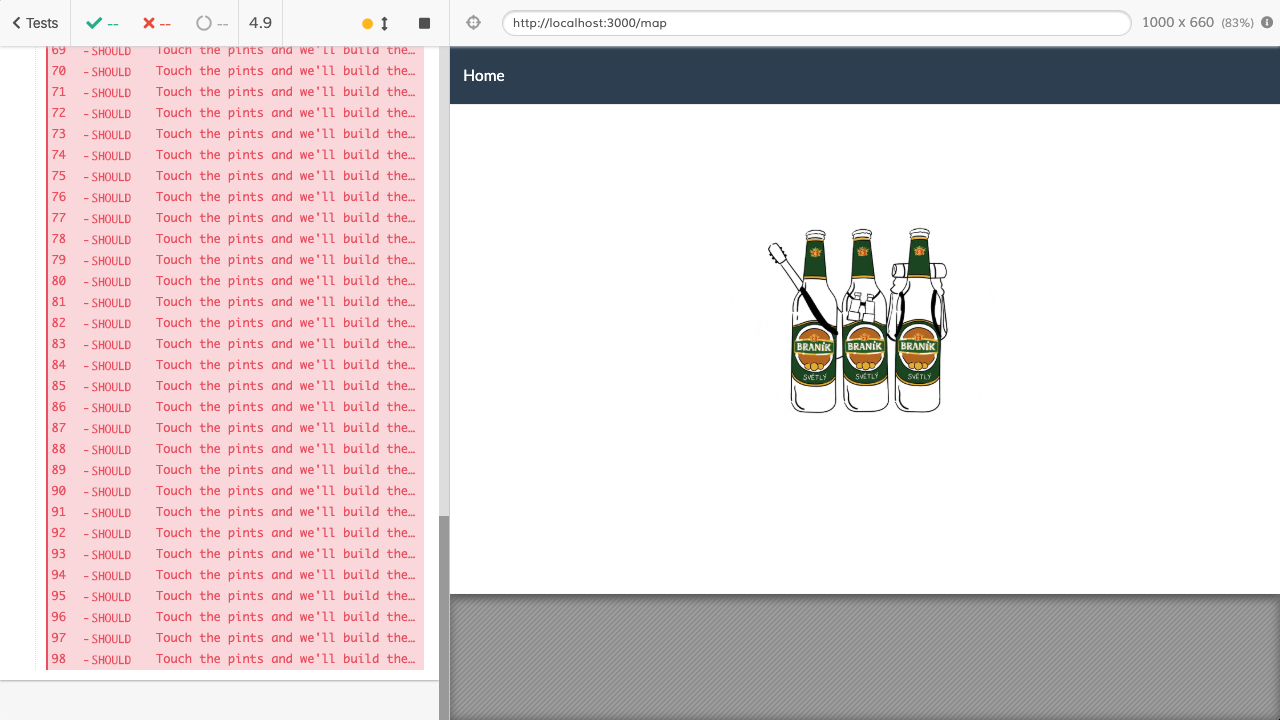 Tests -- -- -- 4.9 http://localhost:3000/map 1000 x 660 (83%)
69 -SHOULD Touch the pints and we'll build the…
70 -SHOULD Touch the pints and we'll build the…
71 -SHOULD Touch the pints and we'll build the…
72 -SHOULD Touch the pints and we'll build the…
73 -SHOULD Touch the pints and we'll build the…
74 -SHOULD Touch the pints and we'll build the…
75 -SHOULD Touch the pints and we'll build the…
76 -SHOULD Touch the pints and we'll build the…
77 -SHOULD Touch the pints and we'll build the…
78 -SHOULD Touch the pints and we'll build the…
79 -SHOULD Touch the pints and we'll build the…
80 -SHOULD Touch the pints and we'll build the…
81 -SHOULD Touch the pints and we'll build the…
82 -SHOULD Touch the pints and we'll build the…
83 -SHOULD Touch the pints and we'll build the…
84 -SHOULD Touch the pints and we'll build the…
85 -SHOULD Touch the pints and we'll build the…
86 -SHOULD Touch the pints and we'll build the…
87 -SHOULD Touch the pints and we'll build the…
88 -SHOULD Touch the pints and we'll build the…
89 -SHOULD Touch the pints and we'll build the…
90 -SHOULD Touch the pints and we'll build the…
91 -SHOULD Touch the pints and we'll build the…
92 -SHOULD Touch the pints and we'll build the…
93 -SHOULD Touch the pints and we'll build the…
94 -SHOULD Touch the pints and we'll build the…
95 -SHOULD Touch the pints and we'll build the…
96 -SHOULD Touch the pints and we'll build the…
97 -SHOULD Touch the pints and we'll build the…
98 -SHOULD Touch the pints and we'll build the…
Home
BRANíK BRANíK BRANíK
SVĚTLÝ SVĚTLÝ SVĚTLÝ